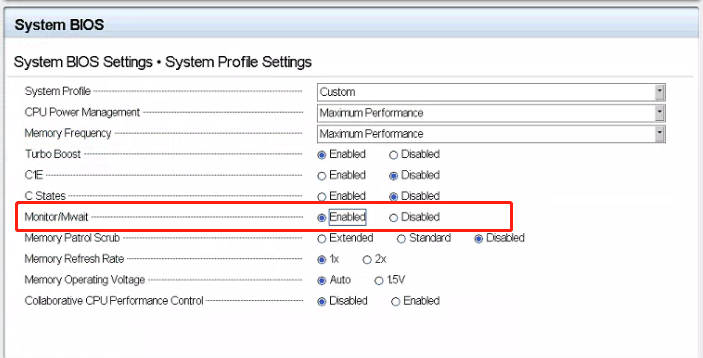 System BIOS
System BIOS Settings • System Profile Settings
System Profile Custom
CPU Power Management Maximum Performance
Memory Frequency Maximum Performance
Turbo Boost Enabled Disabled
C1E Enabled Disabled
C States Enabled Disabled
Monitor/Mwait Enabled Disabled
Memory Patrol Scrub Extended Standard Disabled
Memory Refresh Rate 1x 2x
Memory Operating Voltage Auto 1.5V
Collaborative CPU Performance Control Disabled Enabled